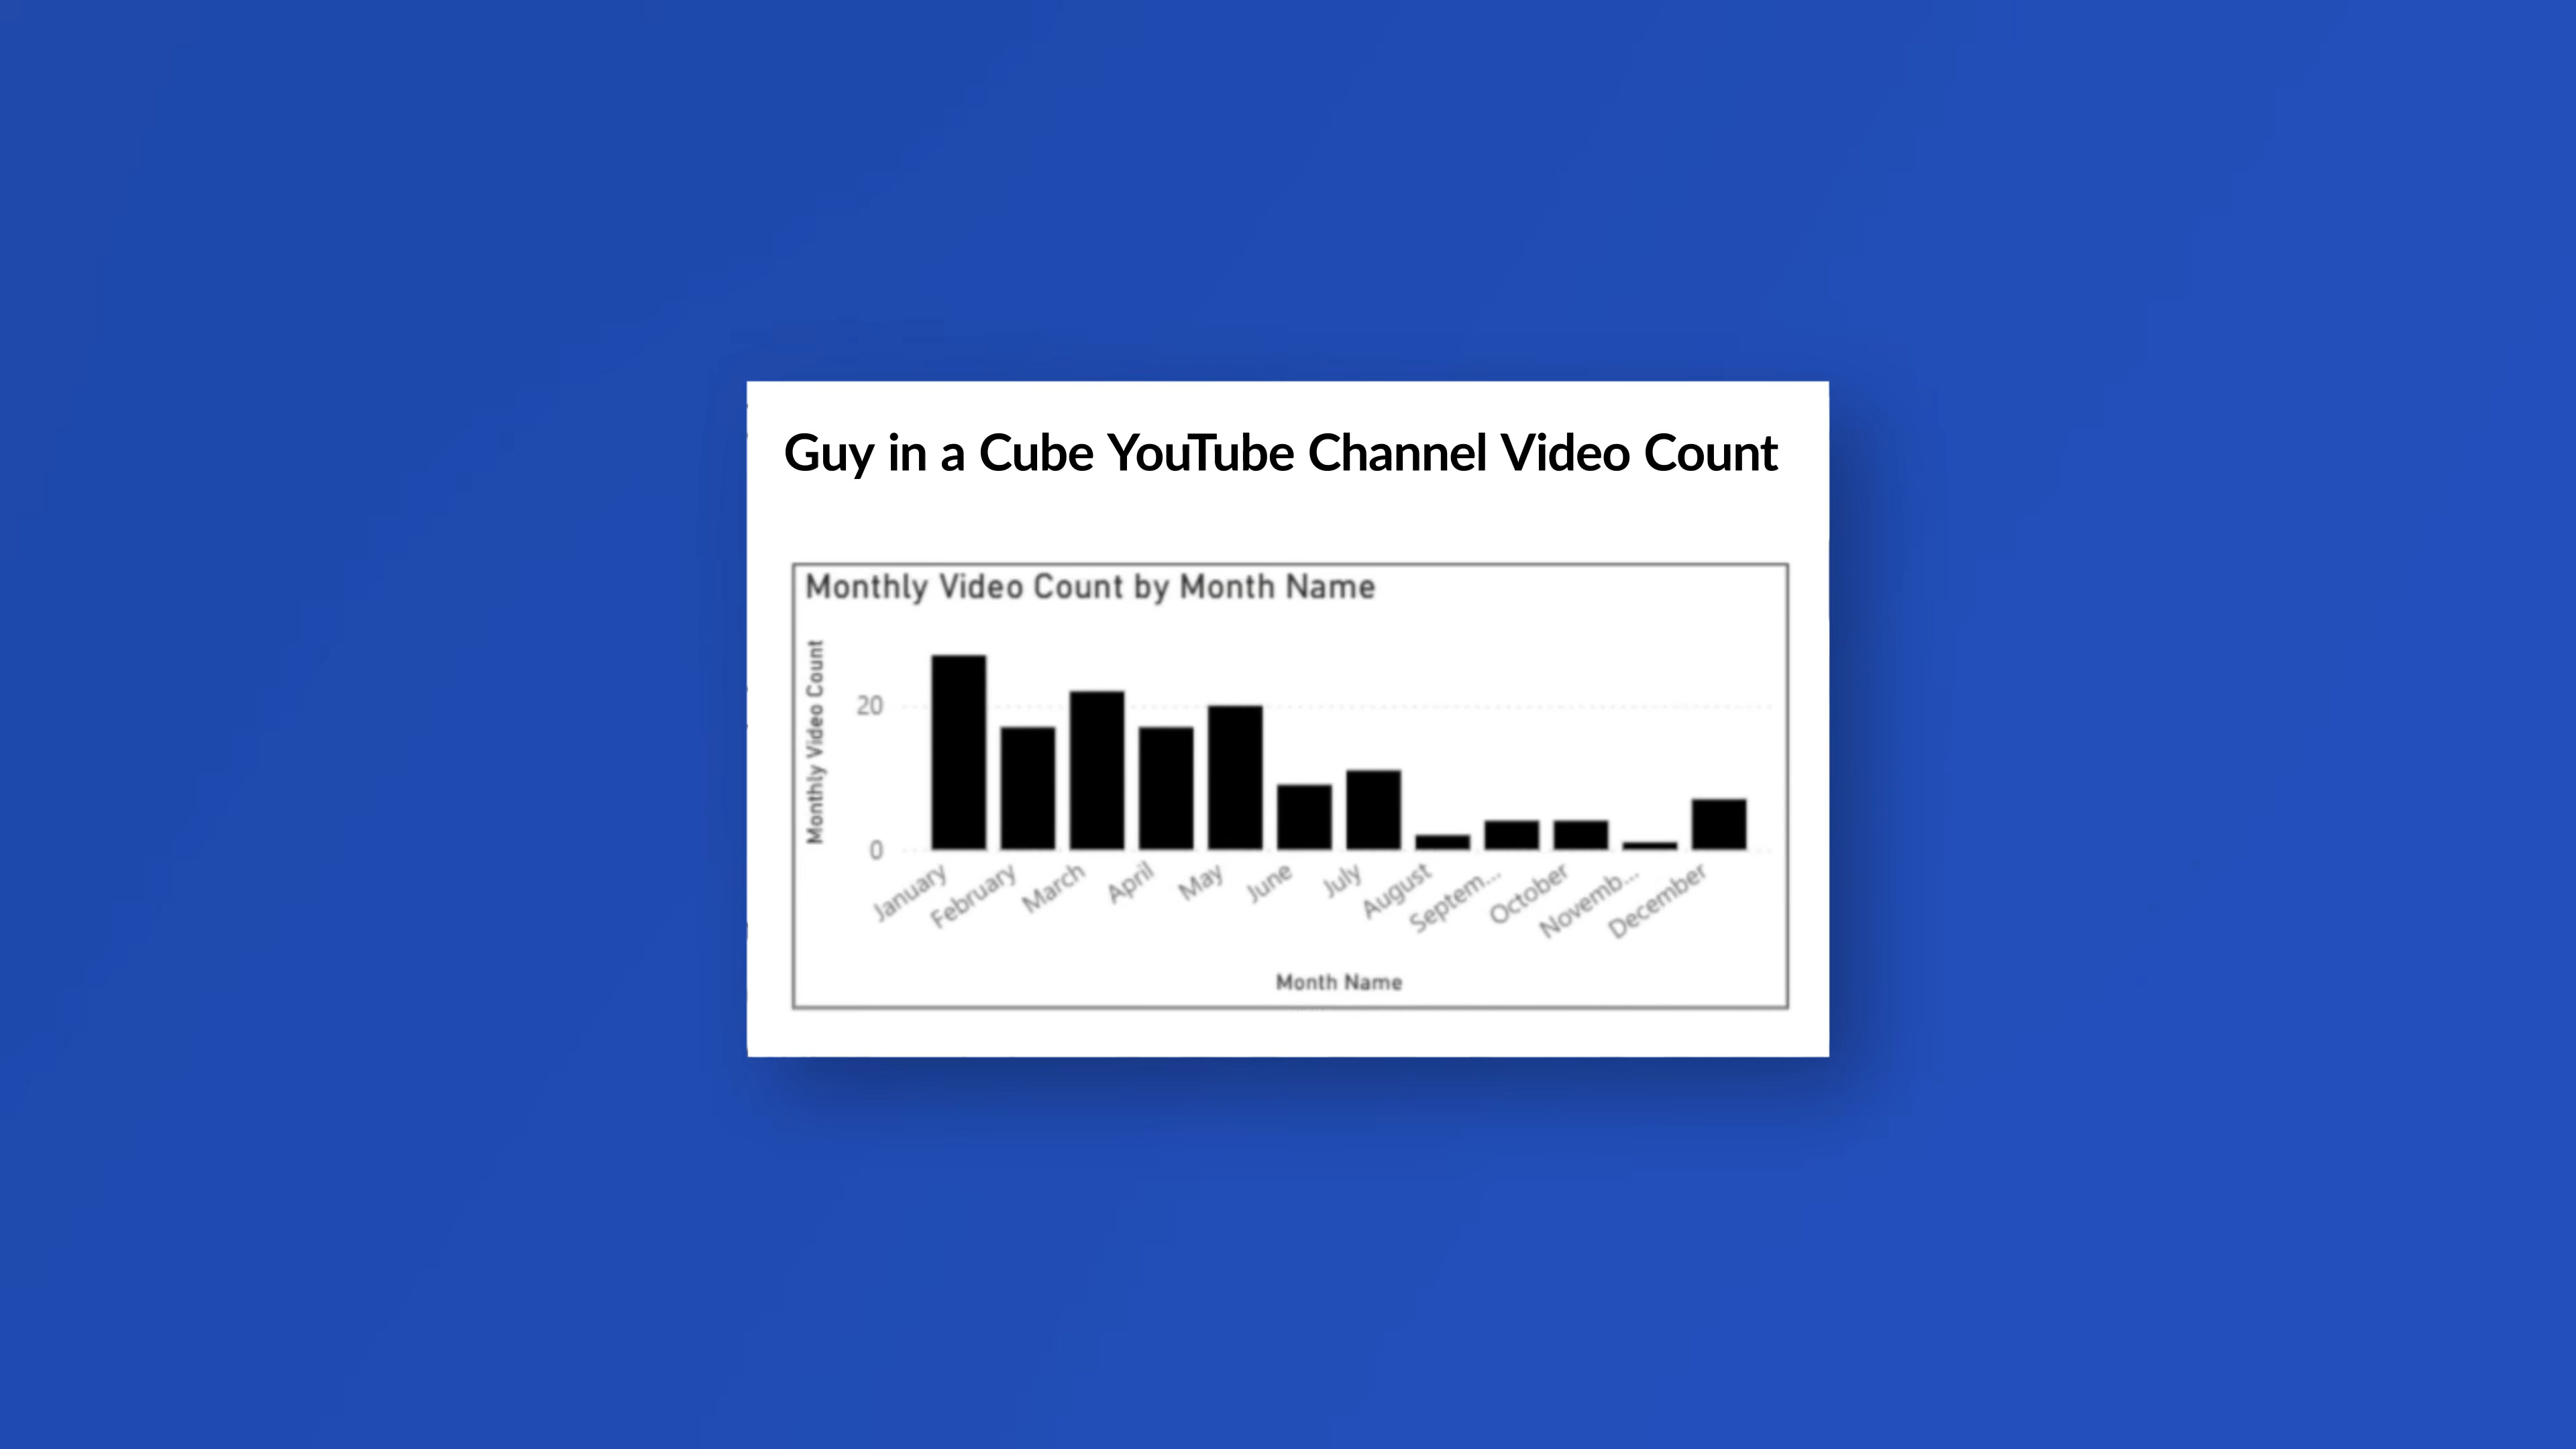 Guy in a Cube YouTube Channel Video Count
Monthly Video Count by Month Name
Monthly Video Count
20
0
January
February
March
April
May
June
July
August
Septem...
October
Novemb...
December
Month Name